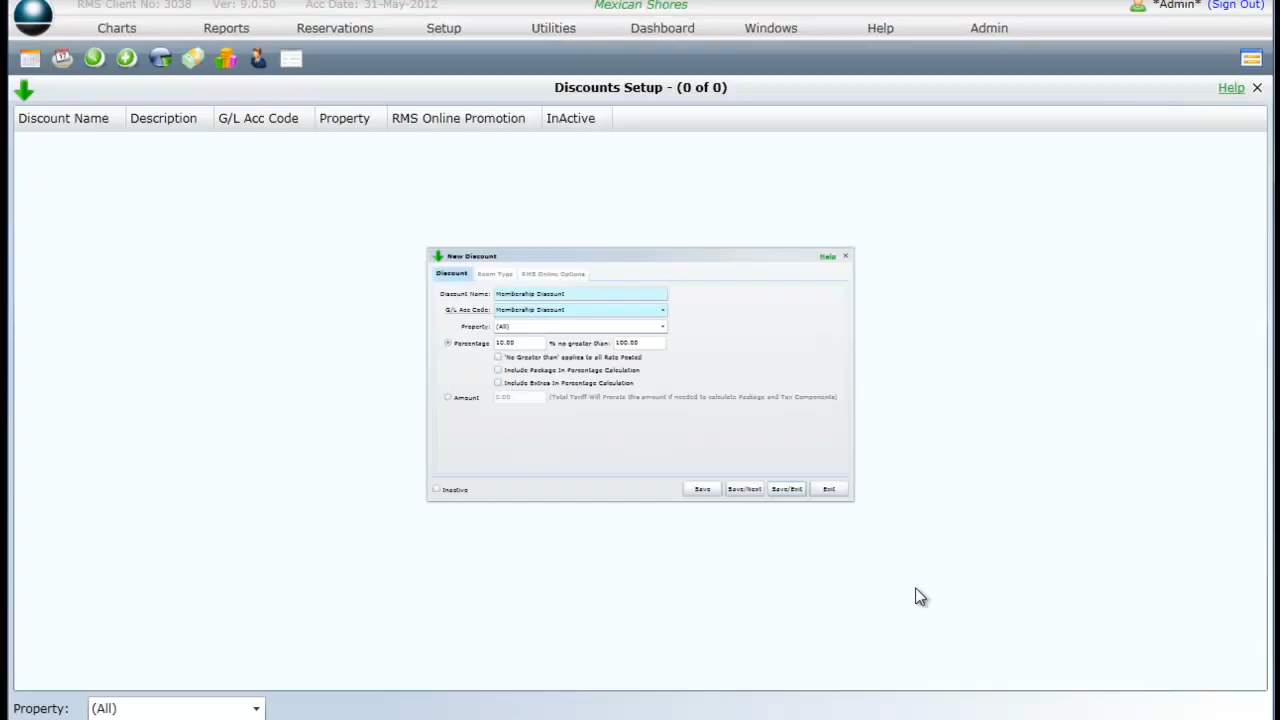 RMS Client No: 3038 Ver: 9.0.50 Acc Date: 31-May-2012 Mexican Shores *Admin* (Sign Out)
Charts Reports Reservations Setup Utilities Dashboard Windows Help Admin
Discounts Setup - (0 of 0) Help
Discount Name Description G/L Acc Code Property RMS Online Promotion InActive
New Discount Help
Discount Room Type RMS Online Options
Discount Name: Membership Discount
G/L Acc Code: Membership Discount
Property: (All)
Percentage 10.00 % no greater than: 100.00
'No Greater than' applies to all Rate Posted
Include Package In Percentage Calculation
Include Extras In Percentage Calculation
Amount 0.00 (Total Tariff Will Prorata this amount if needed to calculate Package and Tax Components)
Inactive Save Save/Next Save/Exit Exit
Property: (All)